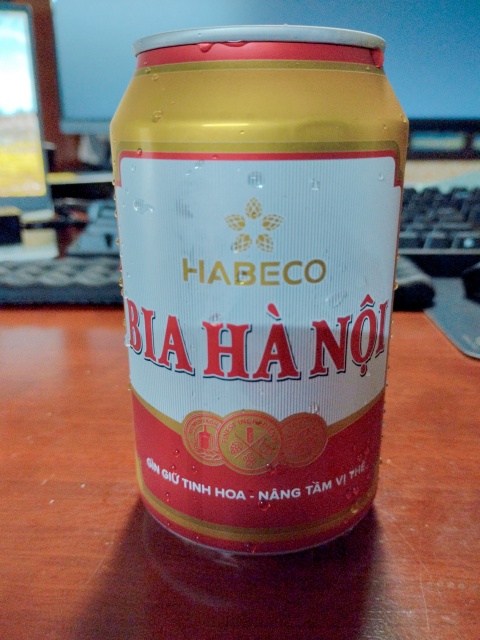 HABECO
BIA HÀ NỘI
GÌN GIỮ TINH HOA - NÂNG TẦM VỊ THẾ